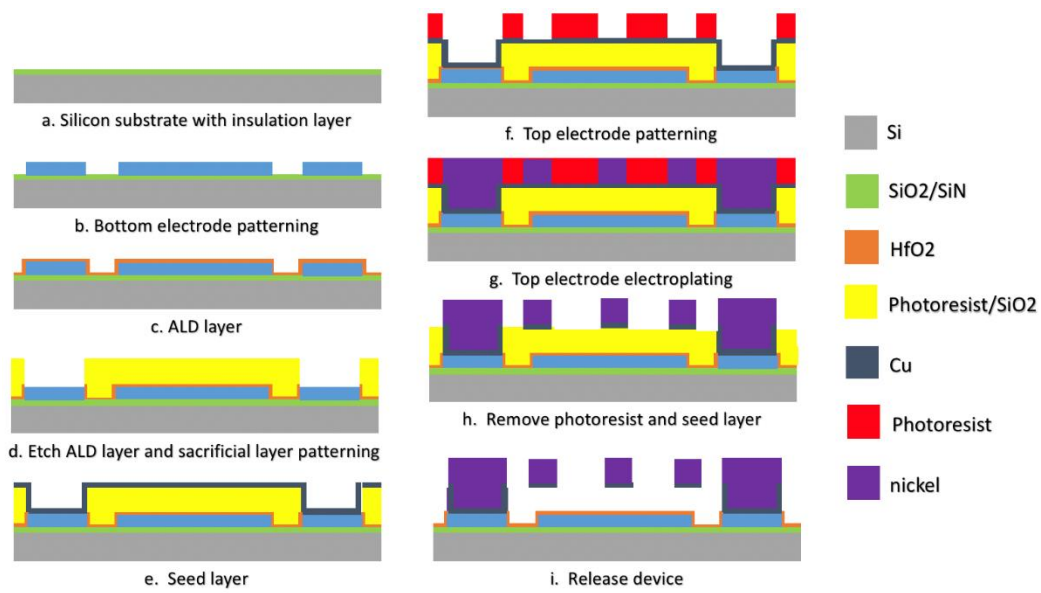 a. Silicon substrate with insulation layer
b. Bottom electrode patterning
c. ALD layer
d. Etch ALD layer and sacrificial layer patterning
e. Seed layer
f. Top electrode patterning
g. Top electrode electroplating
h. Remove photoresist and seed layer
i. Release device
Si
SiO2/SiN
HfO2
Photoresist/SiO2
Cu
Photoresist
nickel